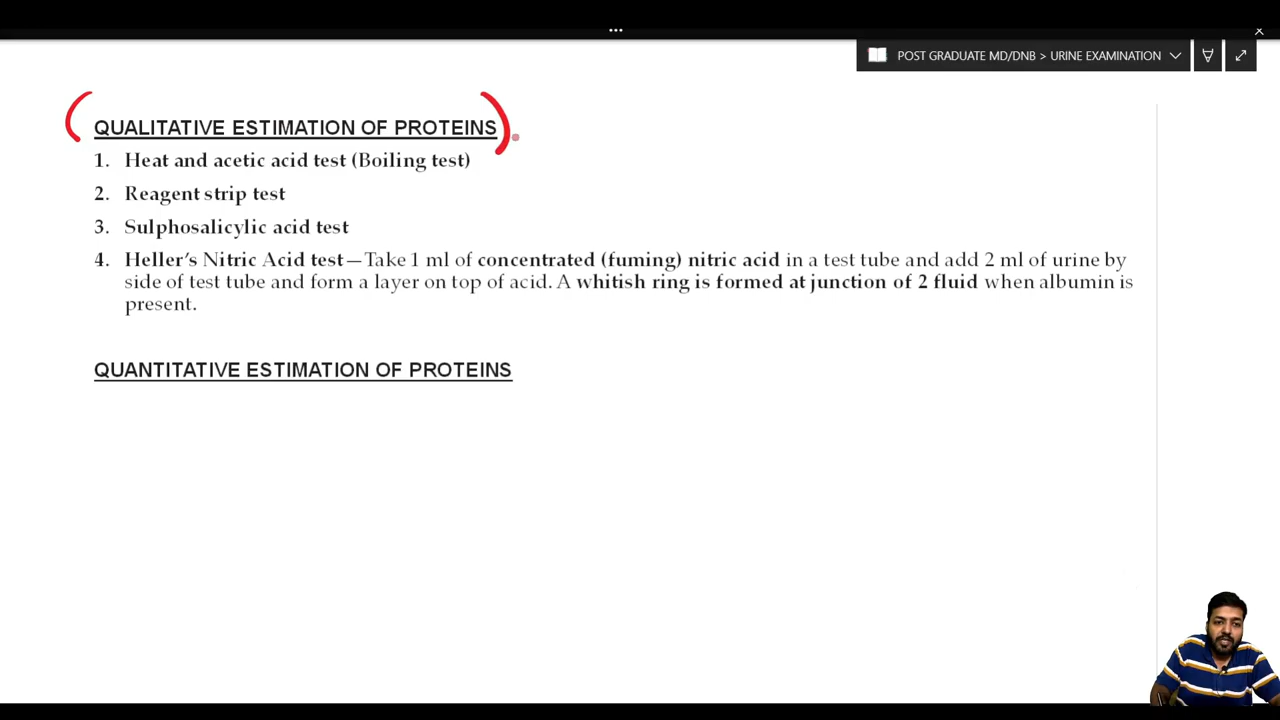 POST GRADUATE MD/DNB > URINE EXAMINATION
QUALITATIVE ESTIMATION OF PROTEINS
1. Heat and acetic acid test (Boiling test)
2. Reagent strip test
3. Sulphosalicylic acid test
4. Heller's Nitric Acid test—Take 1 ml of concentrated (fuming) nitric acid in a test tube and add 2 ml of urine by
side of test tube and form a layer on top of acid. A whitish ring is formed at junction of 2 fluid when albumin is
present.
QUANTITATIVE ESTIMATION OF PROTEINS